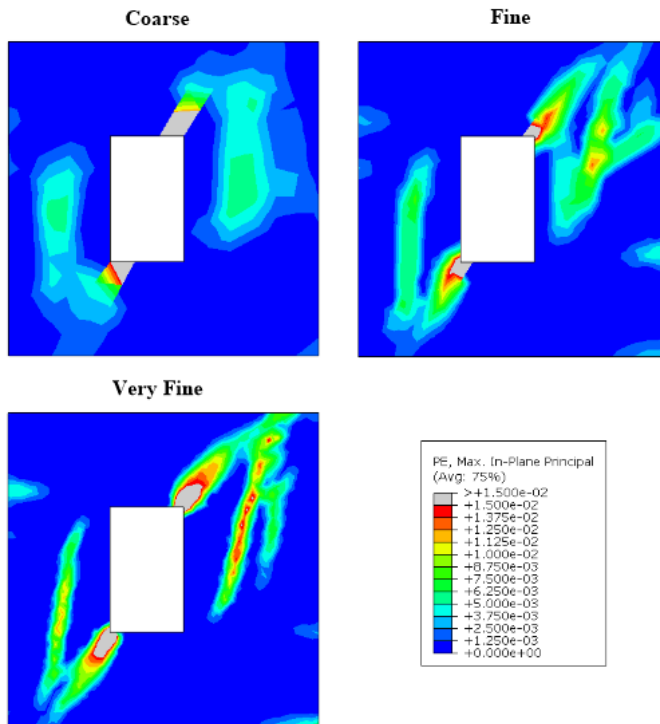 Coarse
Fine
Very Fine
PE, Max. In-Plane Principal
(Avg: 75%)
>+1.500e-02
+1.500e-02
+1.375e-02
+1.250e-02
+1.125e-02
+1.000e-02
+8.750e-03
+7.500e-03
+6.250e-03
+5.000e-03
+3.750e-03
+2.500e-03
+1.250e-03
+0.000e+00